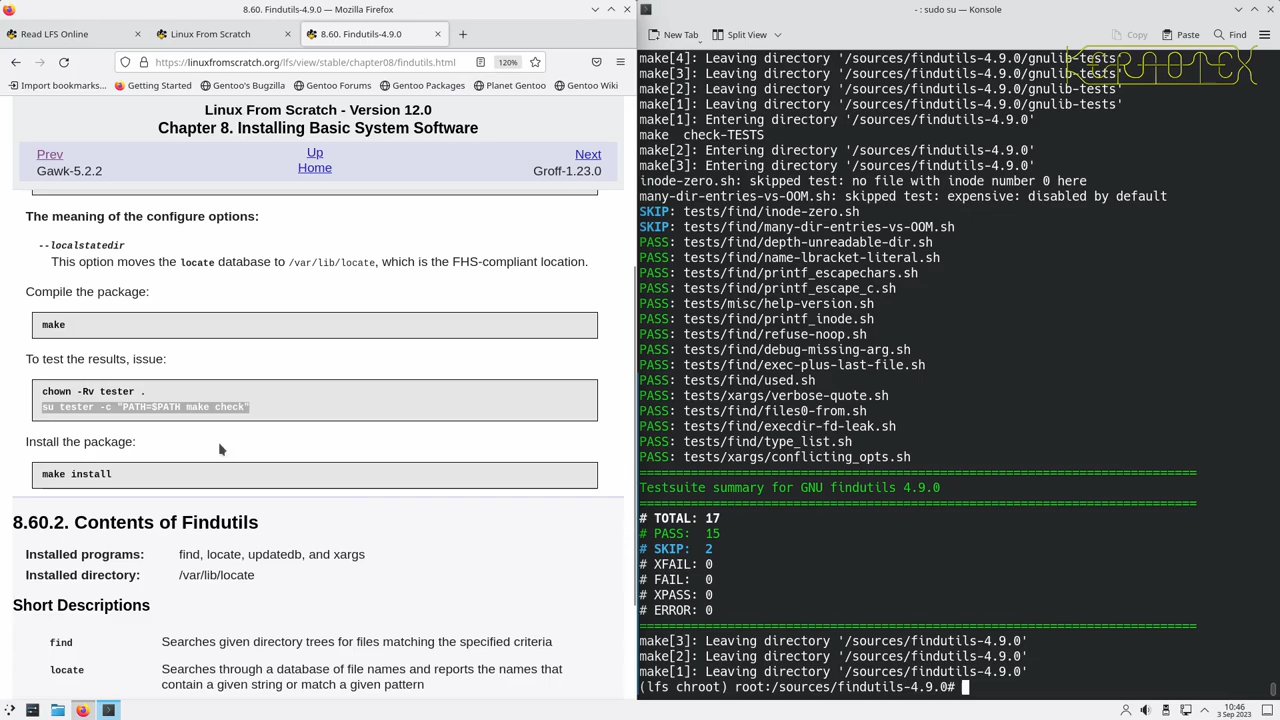 8.60. Findutils-4.9.0 — Mozilla Firefox
Read LFS Online
Linux From Scratch
8.60. Findutils-4.9.0
https://linuxfromscratch.org/lfs/view/stable/chapter08/findutils.html
120%
Import bookmarks...
Getting Started
Gentoo's Bugzilla
Gentoo Forums
Gentoo Packages
Planet Gentoo
Gentoo Wiki
Linux From Scratch - Version 12.0
Chapter 8. Installing Basic System Software
Prev
Up
Next
Gawk-5.2.2
Home
Groff-1.23.0
The meaning of the configure options:
--localstatedir
This option moves the locate database to /var/lib/locate, which is the FHS-compliant location.
Compile the package:
make
To test the results, issue:
chown -Rv tester .
su tester -c "PATH=$PATH make check"
Install the package:
make install
8.60.2. Contents of Findutils
Installed programs: find, locate, updatedb, and xargs
Installed directory: /var/lib/locate
Short Descriptions
find Searches given directory trees for files matching the specified criteria
locate Searches through a database of file names and reports the names that
contain a given string or match a given pattern
- : sudo su — Konsole
New Tab
Split View
Copy
Paste
Find
KERNOTEX
make[4]: Leaving directory '/sources/findutils-4.9.0/gnulib-tests'
make[3]: Leaving directory '/sources/findutils-4.9.0/gnulib-tests'
make[2]: Leaving directory '/sources/findutils-4.9.0/gnulib-tests'
make[1]: Leaving directory '/sources/findutils-4.9.0/gnulib-tests'
make[1]: Entering directory '/sources/findutils-4.9.0'
make  check-TESTS
make[2]: Entering directory '/sources/findutils-4.9.0'
make[3]: Entering directory '/sources/findutils-4.9.0'
inode-zero.sh: skipped test: no file with inode number 0 here
many-dir-entries-vs-OOM.sh: skipped test: expensive: disabled by default
SKIP: tests/find/inode-zero.sh
SKIP: tests/find/many-dir-entries-vs-OOM.sh
PASS: tests/find/depth-unreadable-dir.sh
PASS: tests/find/name-lbracket-literal.sh
PASS: tests/find/printf_escapechars.sh
PASS: tests/find/printf_escape_c.sh
PASS: tests/misc/help-version.sh
PASS: tests/find/printf_inode.sh
PASS: tests/find/refuse-noop.sh
PASS: tests/find/debug-missing-arg.sh
PASS: tests/find/exec-plus-last-file.sh
PASS: tests/find/used.sh
PASS: tests/xargs/verbose-quote.sh
PASS: tests/find/files0-from.sh
PASS: tests/find/execdir-fd-leak.sh
PASS: tests/find/type_list.sh
PASS: tests/xargs/conflicting_opts.sh
============================================================================
Testsuite summary for GNU findutils 4.9.0
============================================================================
# TOTAL: 17
# PASS:  15
# SKIP:  2
# XFAIL: 0
# FAIL:  0
# XPASS: 0
# ERROR: 0
============================================================================
make[3]: Leaving directory '/sources/findutils-4.9.0'
make[2]: Leaving directory '/sources/findutils-4.9.0'
make[1]: Leaving directory '/sources/findutils-4.9.0'
(lfs chroot) root:/sources/findutils-4.9.0#
10:46
3 Sep 2023